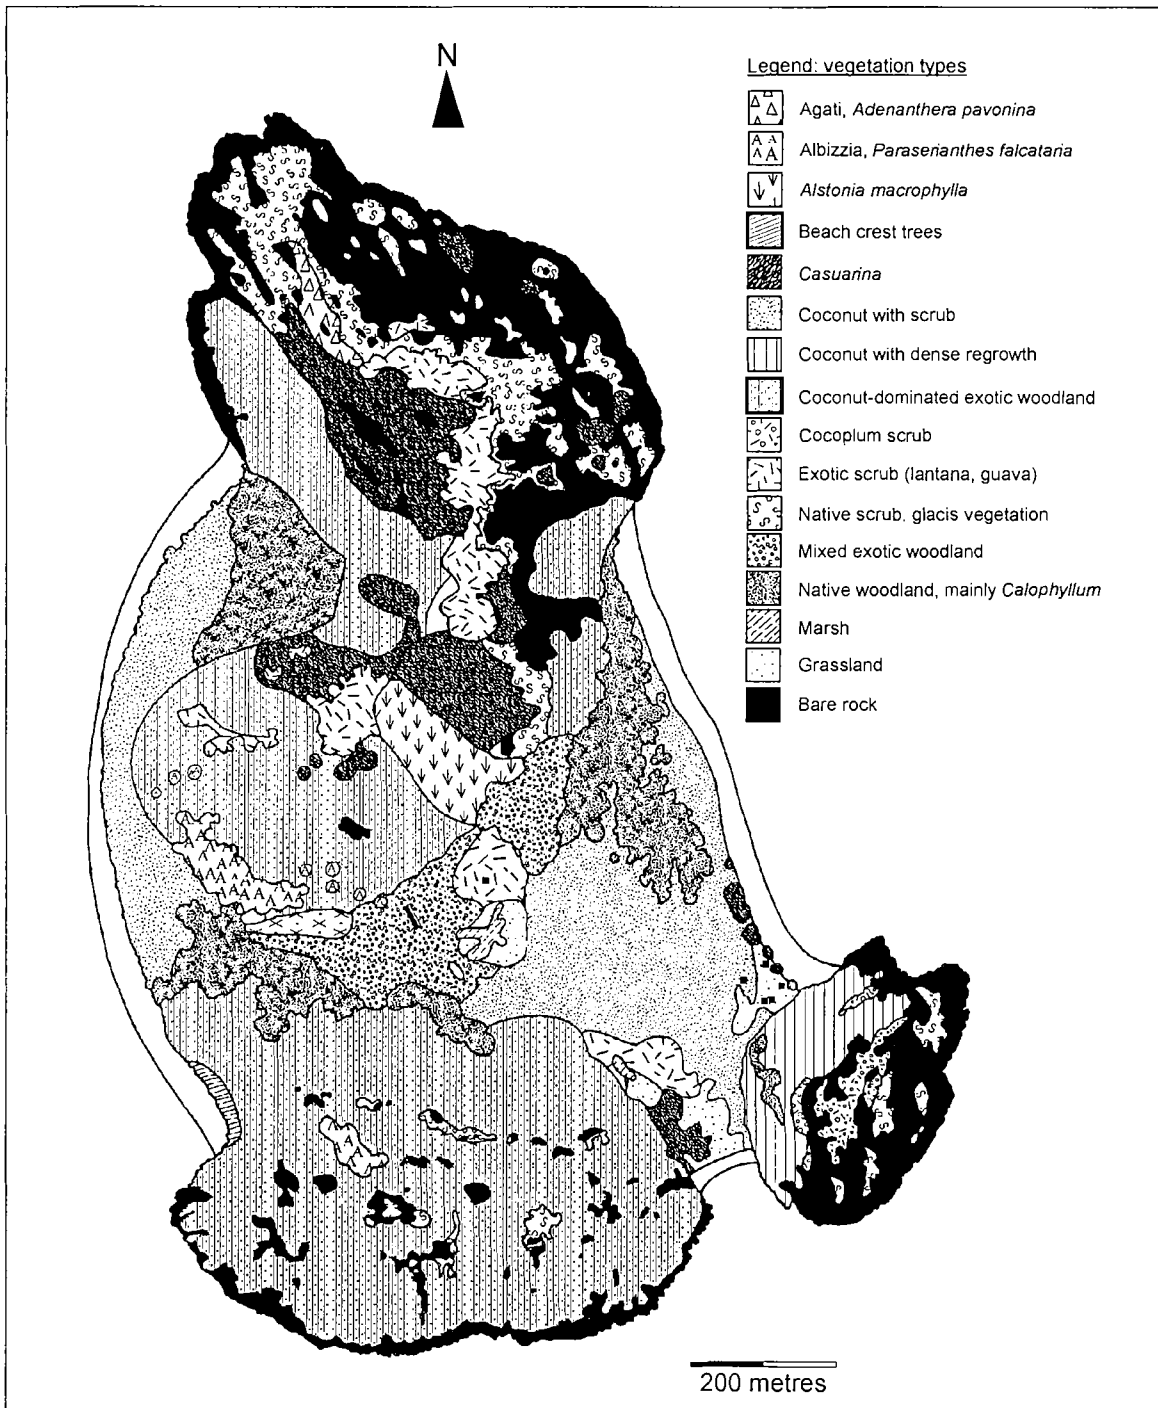 N
Legend: vegetation types
Agati, Adenanthera pavonina
Albizzia, Paraserianthes falcataria
Alstonia macrophylla
Beach crest trees
Casuarina
Coconut with scrub
Coconut with dense regrowth
Coconut-dominated exotic woodland
Cocoplum scrub
Exotic scrub (lantana, guava)
Native scrub, glacis vegetation
Mixed exotic woodland
Native woodland, mainly Calophyllum
Marsh
Grassland
Bare rock
200 metres